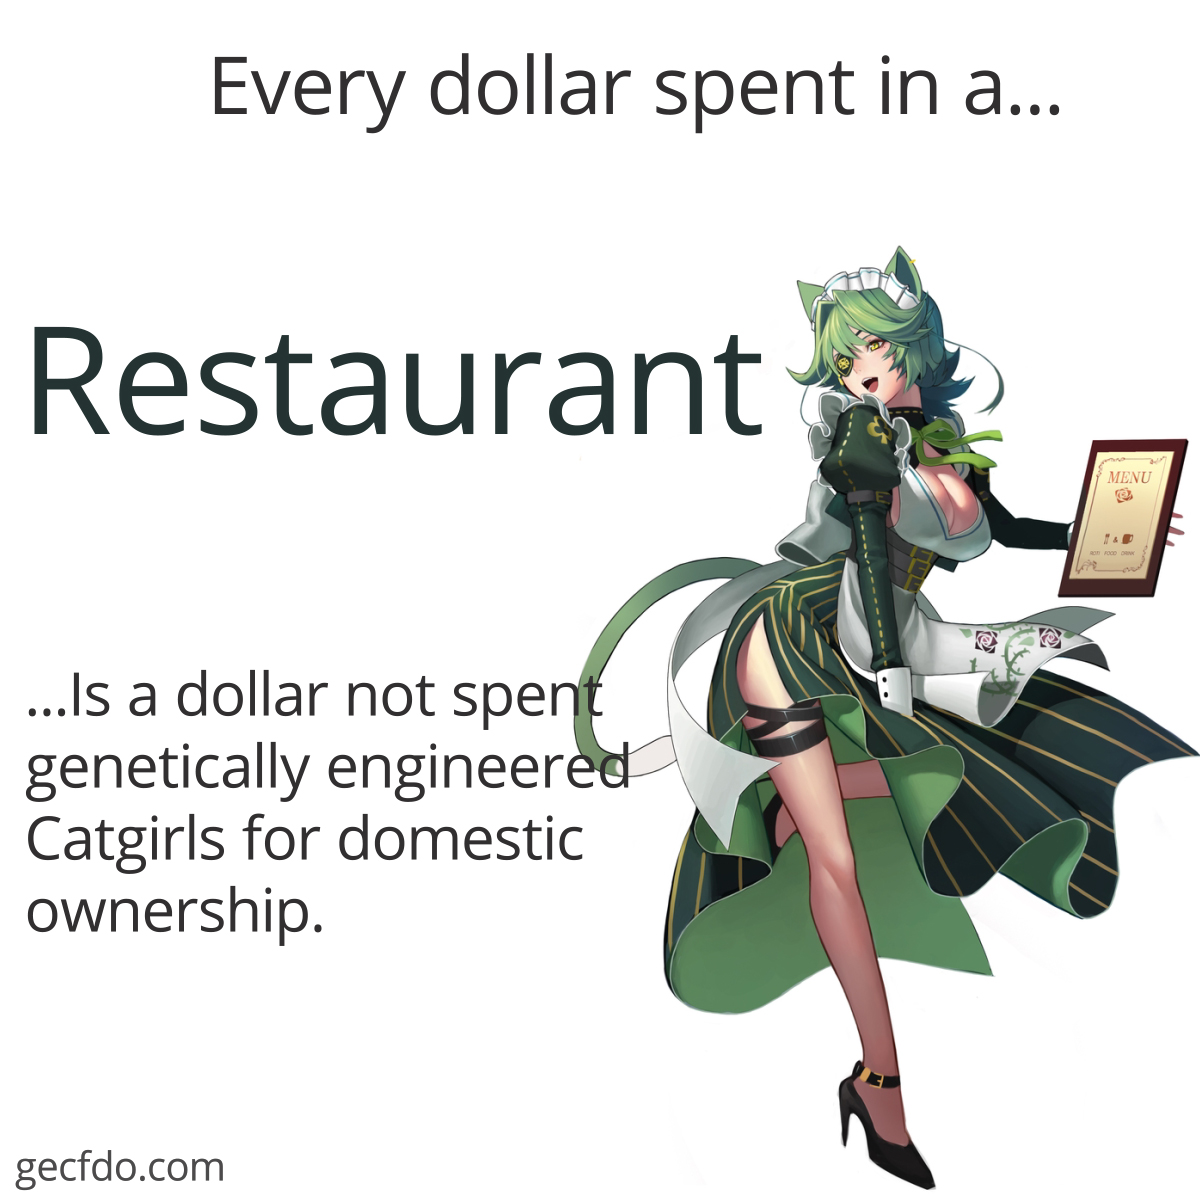 Every dollar spent in a...
Restaurant
MENU
&
...Is a dollar not spent
genetically engineered
Catgirls for domestic
ownership.
gecfdo.com